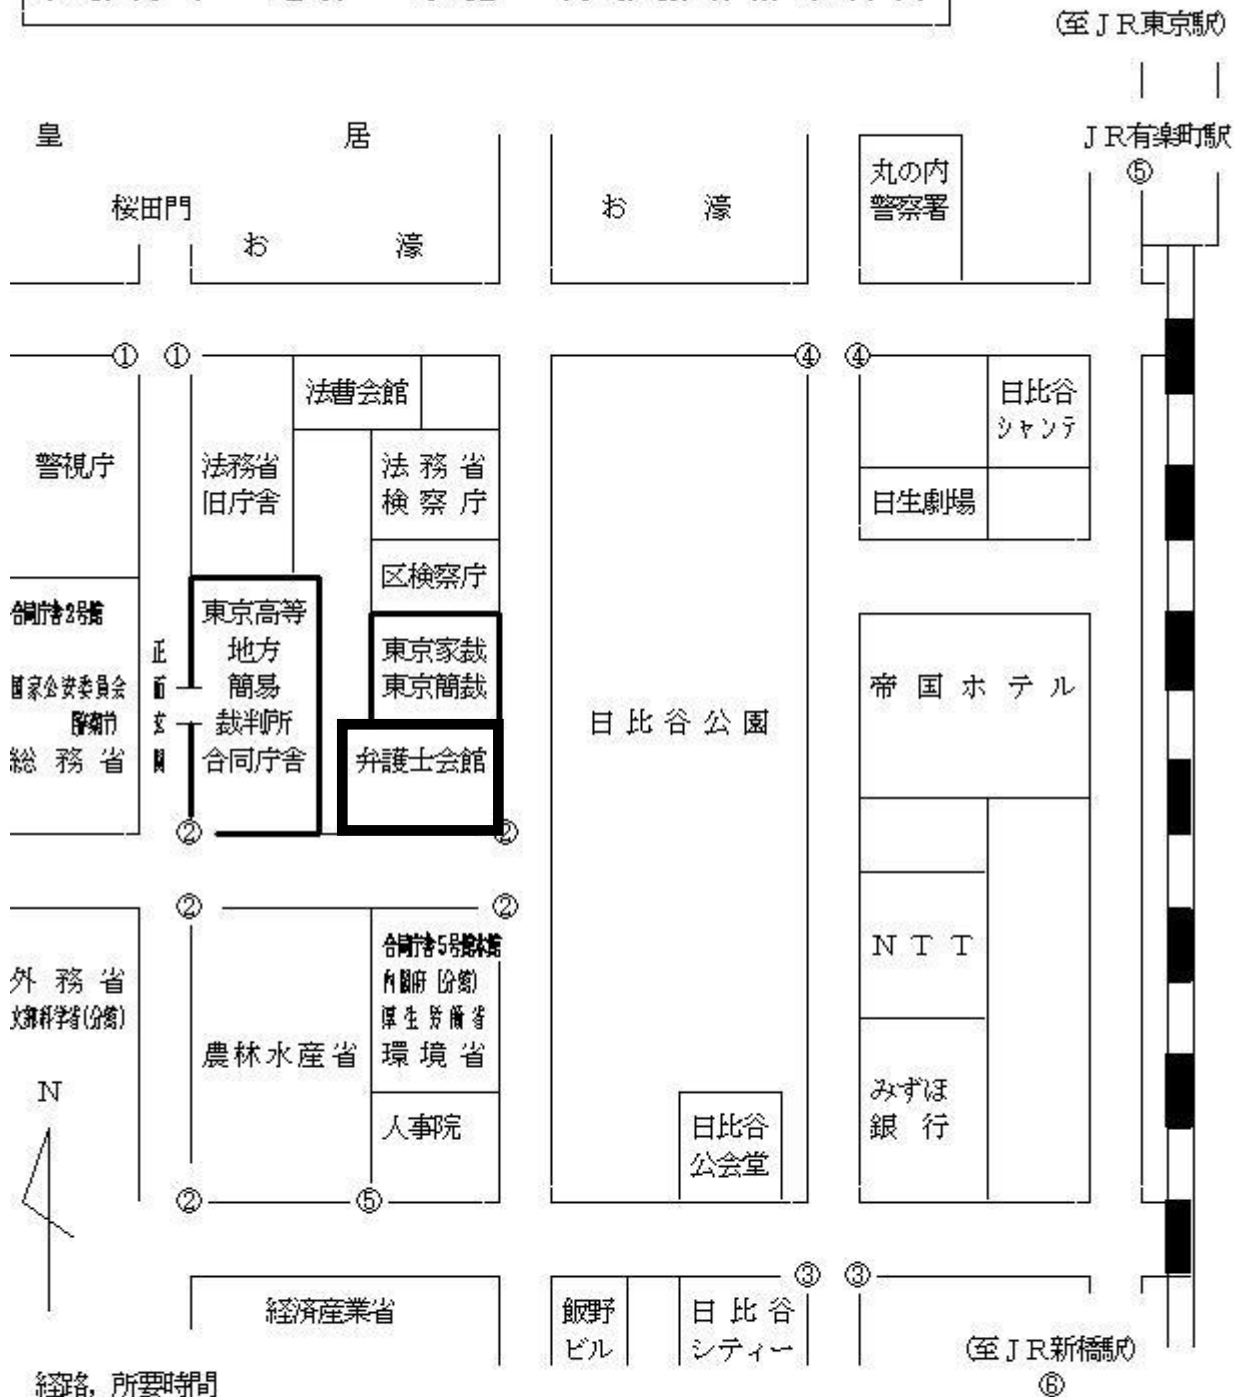 (至JR東京駅)
皇 居
JR有楽町駅
⑤
丸の内
警察署
桜田門
お 濠
お 濠
① ①
④ ④
法曹会館
日比谷
シャンテ
警視庁
法務省
旧庁舎
法務省
検察庁
日生劇場
区検察庁
合同庁舎2号館
国家公安委員会
警察庁
総務省
正面玄関
東京高等
地方
簡易
裁判所
合同庁舎
東京家裁
東京簡裁
弁護士会館
日比谷公園
帝国ホテル
② ②
② ②
外務省
文部科学省(分館)
合同庁舎5号館本館
内閣府(分館)
厚生労働省
環境省
農林水産省
人事院
NTT
みずほ
銀行
日比谷
公会堂
N
② ⑤
③ ③
経済産業省
飯野
ビル
日比谷
シティー
(至JR新橋駅)
⑥
経路,所要時間